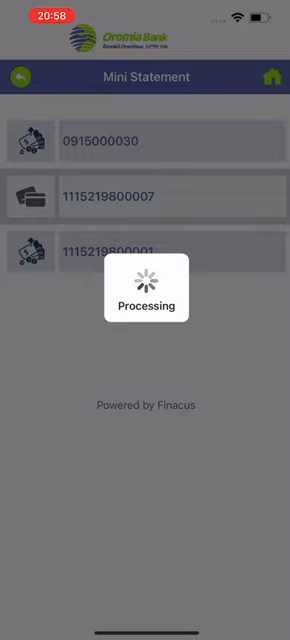 20:58
Oromia Bank
Mini Statement
0915000030
1115219800007
1115219800001
Processing
Powered by Finacus